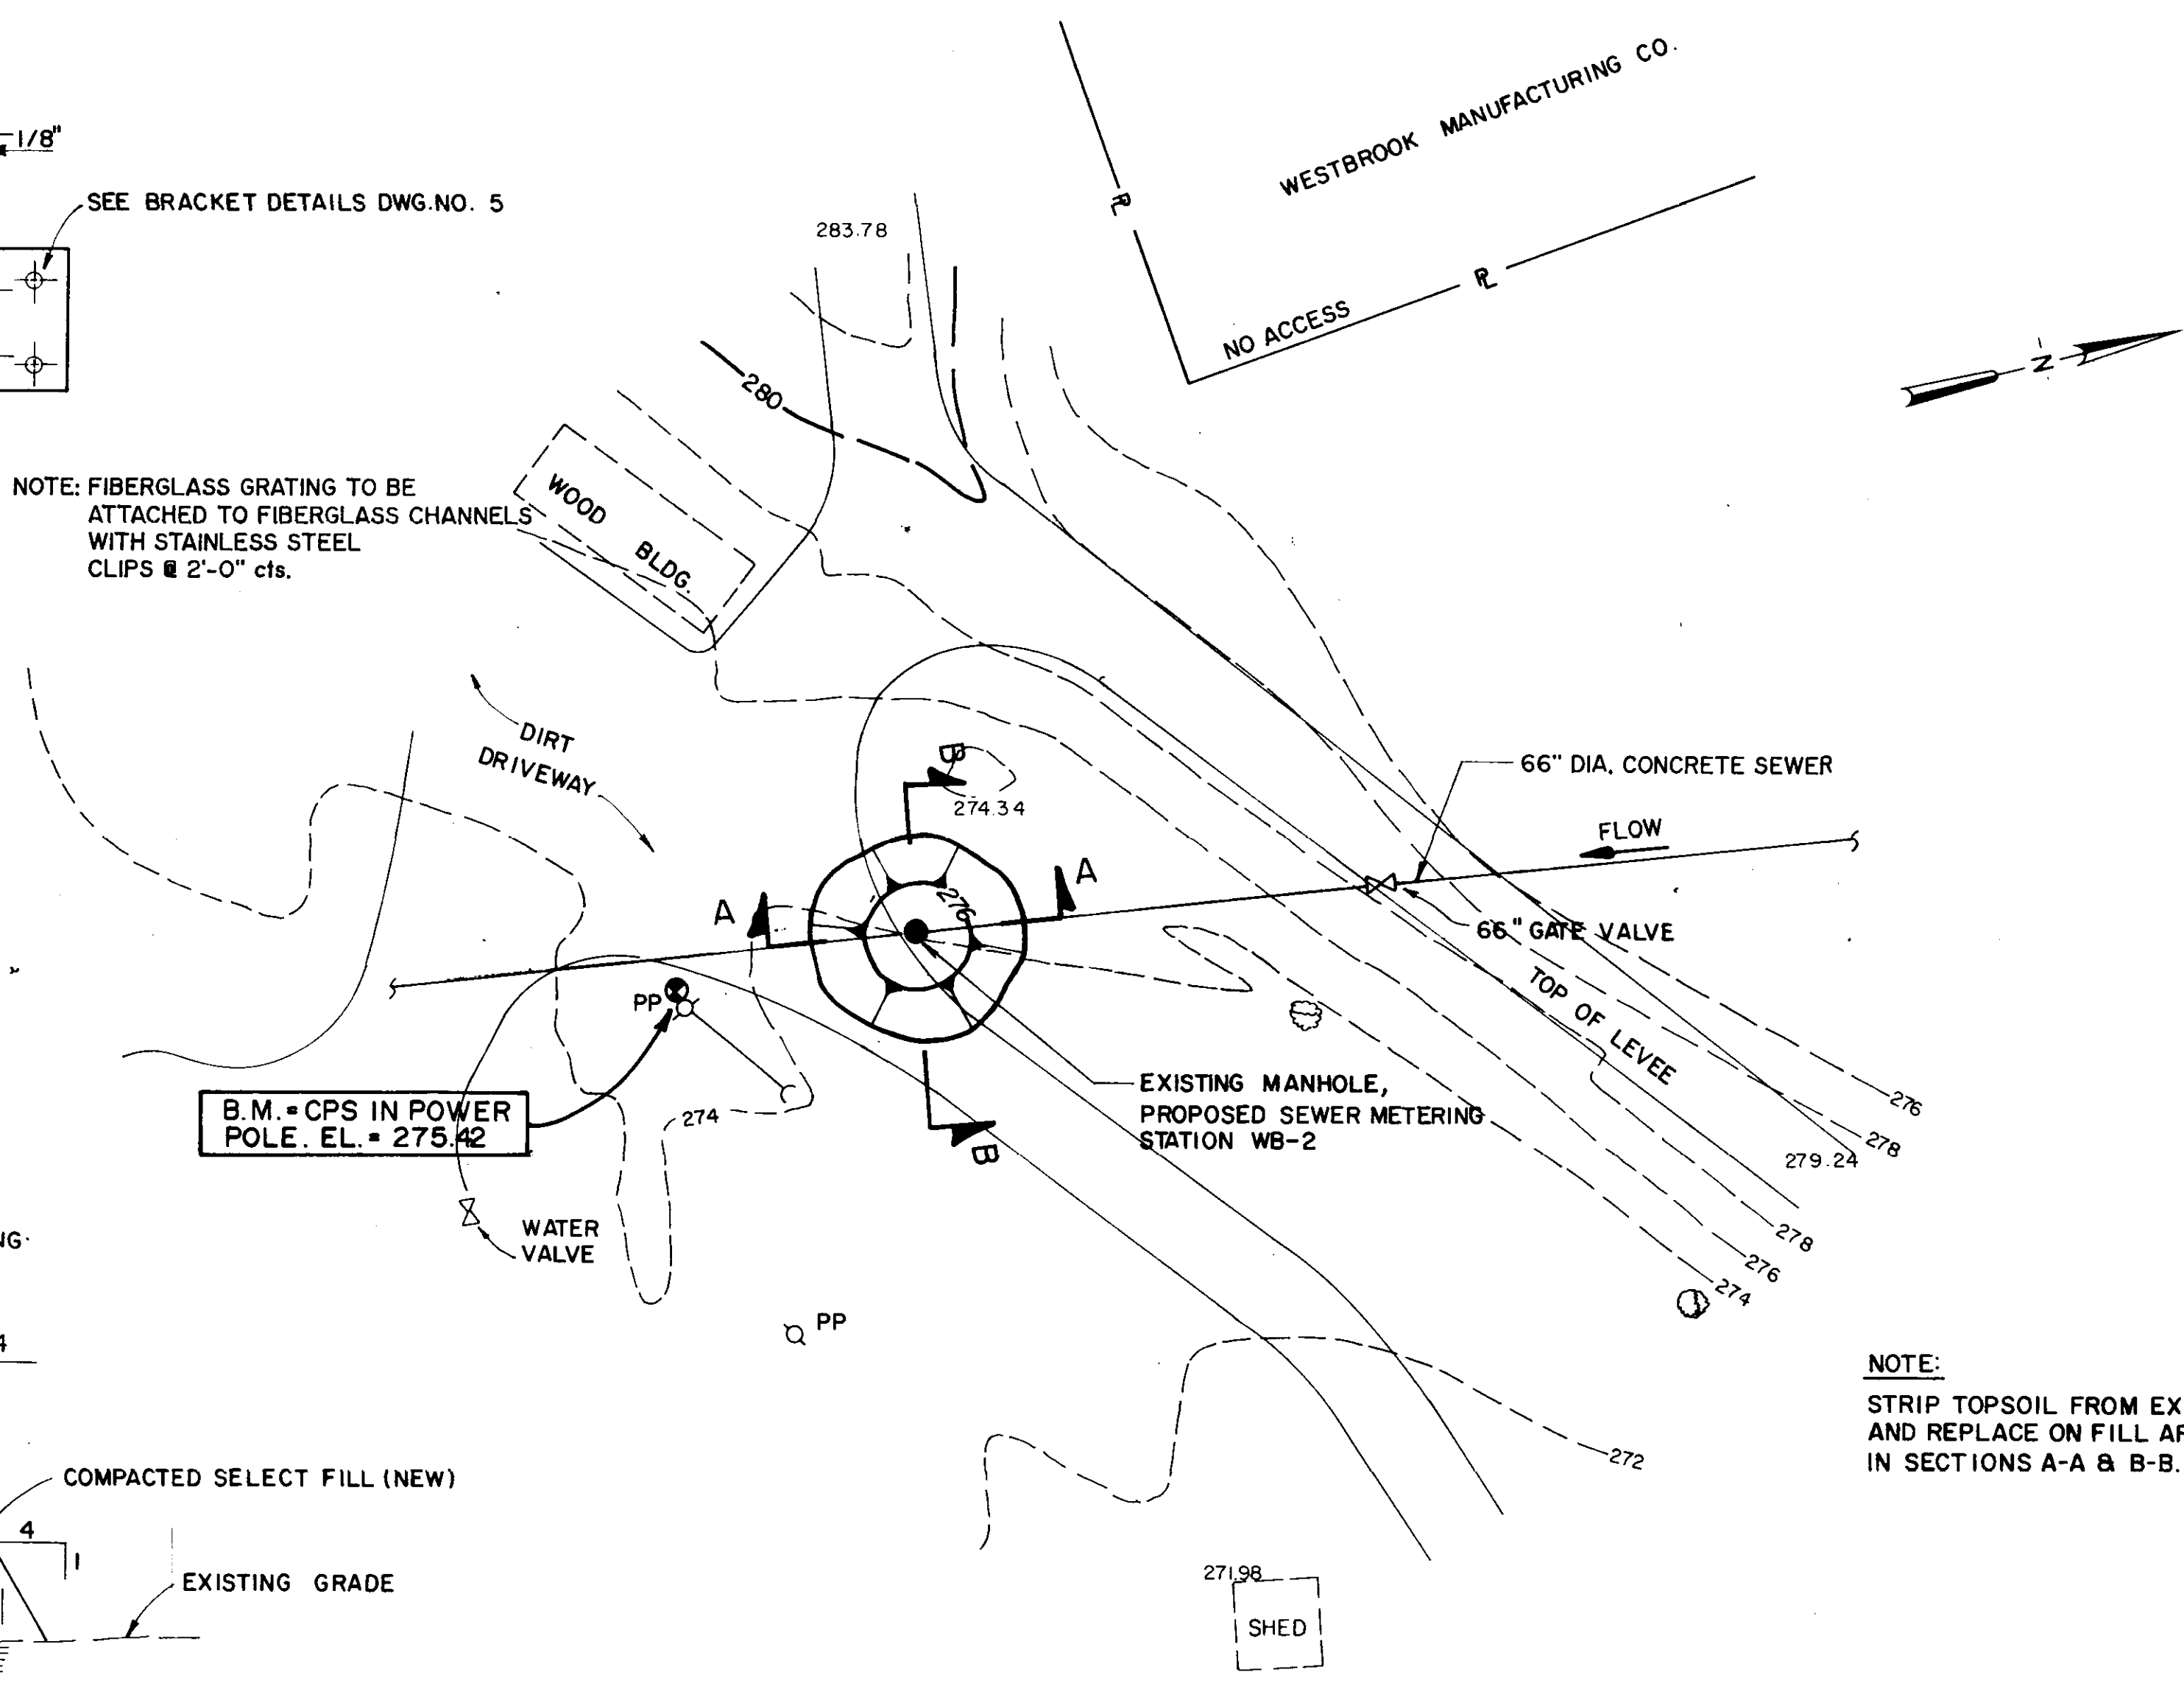 1/8"
SEE BRACKET DETAILS DWG.NO. 5
NOTE: FIBERGLASS GRATING TO BE
ATTACHED TO FIBERGLASS CHANNELS
WITH STAINLESS STEEL
CLIPS @ 2'-0" cts.
WESTBROOK MANUFACTURING CO.
PL
PL
NO ACCESS
N
283.78
280
WOOD
BLDG.
DIRT
DRIVEWAY
B
274.34
A
A
276
66" DIA. CONCRETE SEWER
FLOW
66" GATE VALVE
TOP OF LEVEE
PP
B.M. = CPS IN POWER
POLE. EL. = 275.42
274
EXISTING MANHOLE,
PROPOSED SEWER METERING
STATION WB-2
B
276
278
279.24
278
276
274
WATER
VALVE
PP
272
NG.
4
COMPACTED SELECT FILL (NEW)
4
1
EXISTING GRADE
271.98
SHED
NOTE:
STRIP TOPSOIL FROM EX
AND REPLACE ON FILL AF
IN SECTIONS A-A & B-B.